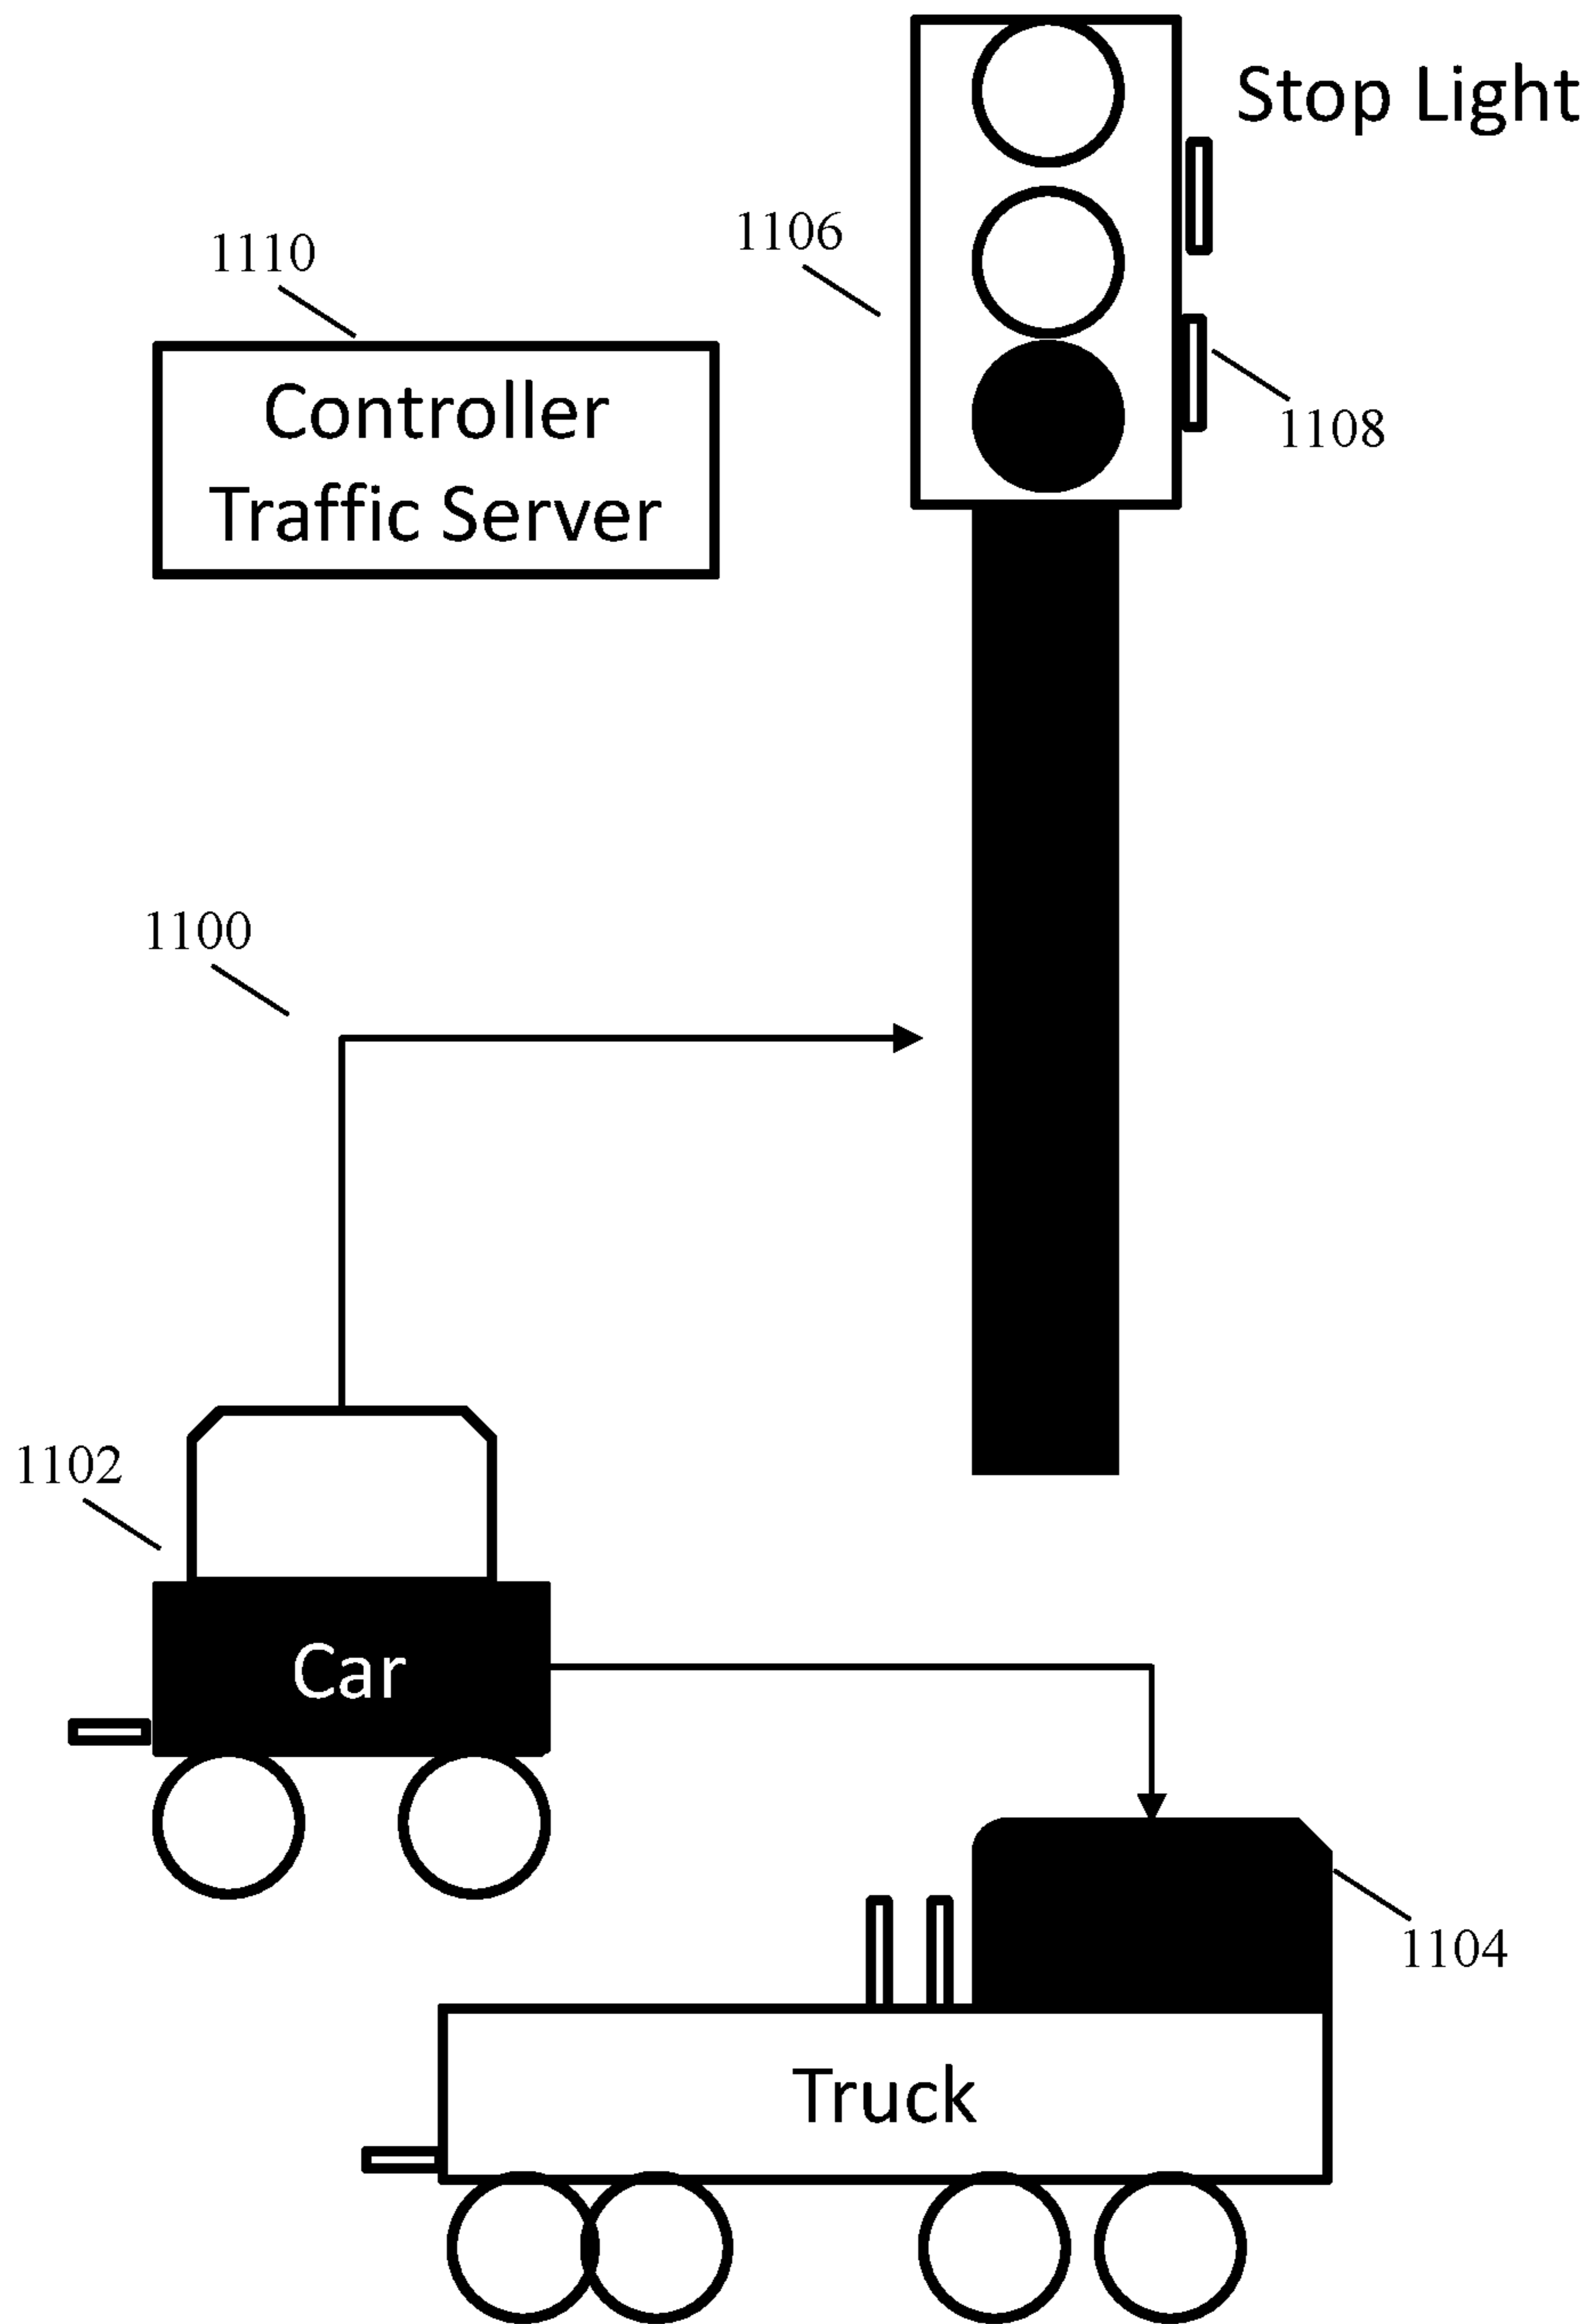 Stop Light
1106
1110
Controller
Traffic Server
1108
1100
1102
Car
1104
Truck